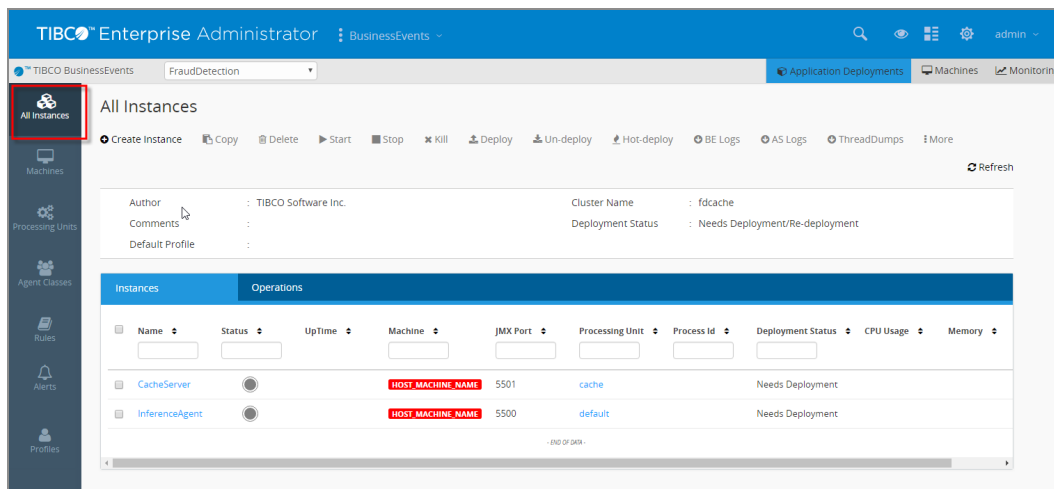 TIBCO™ Enterprise Administrator BusinessEvents admin
TIBCO BusinessEvents FraudDetection Application Deployments Machines Monitorin
All Instances
Machines
Processing Units
Agent Classes
Rules
Alerts
Profiles
All Instances
Create Instance Copy Delete Start Stop Kill Deploy Un-deploy Hot-deploy BE Logs AS Logs ThreadDumps More
Refresh
Author : TIBCO Software Inc. Cluster Name : fdcache
Comments : Deployment Status : Needs Deployment/Re-deployment
Default Profile :
Instances Operations
Name Status UpTime Machine JMX Port Processing Unit Process Id Deployment Status CPU Usage Memory
CacheServer HOST_MACHINE_NAME 5501 cache Needs Deployment
InferenceAgent HOST_MACHINE_NAME 5500 default Needs Deployment
- END OF DATA -